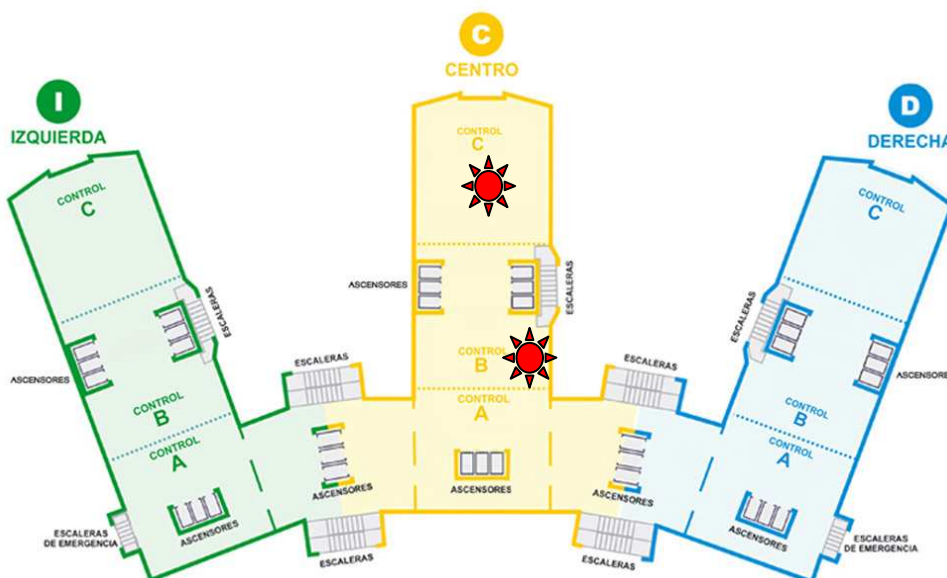 C
CENTRO
I
IZQUIERDA
D
DERECHA
CONTROL
C
CONTROL
C
CONTROL
C
ASCENSORES
ESCALERAS
ESCALERAS
ESCALERAS
ASCENSORES
ASCENSORES
ESCALERAS
ESCALERAS
CONTROL
B
CONTROL
B
CONTROL
B
CONTROL
A
CONTROL
A
CONTROL
A
ASCENSORES
ASCENSORES
ASCENSORES
ASCENSORES
ASCENSORES
ESCALERAS
DE EMERGENCIA
ESCALERAS
DE EMERGENCIA
ESCALERAS
ESCALERAS